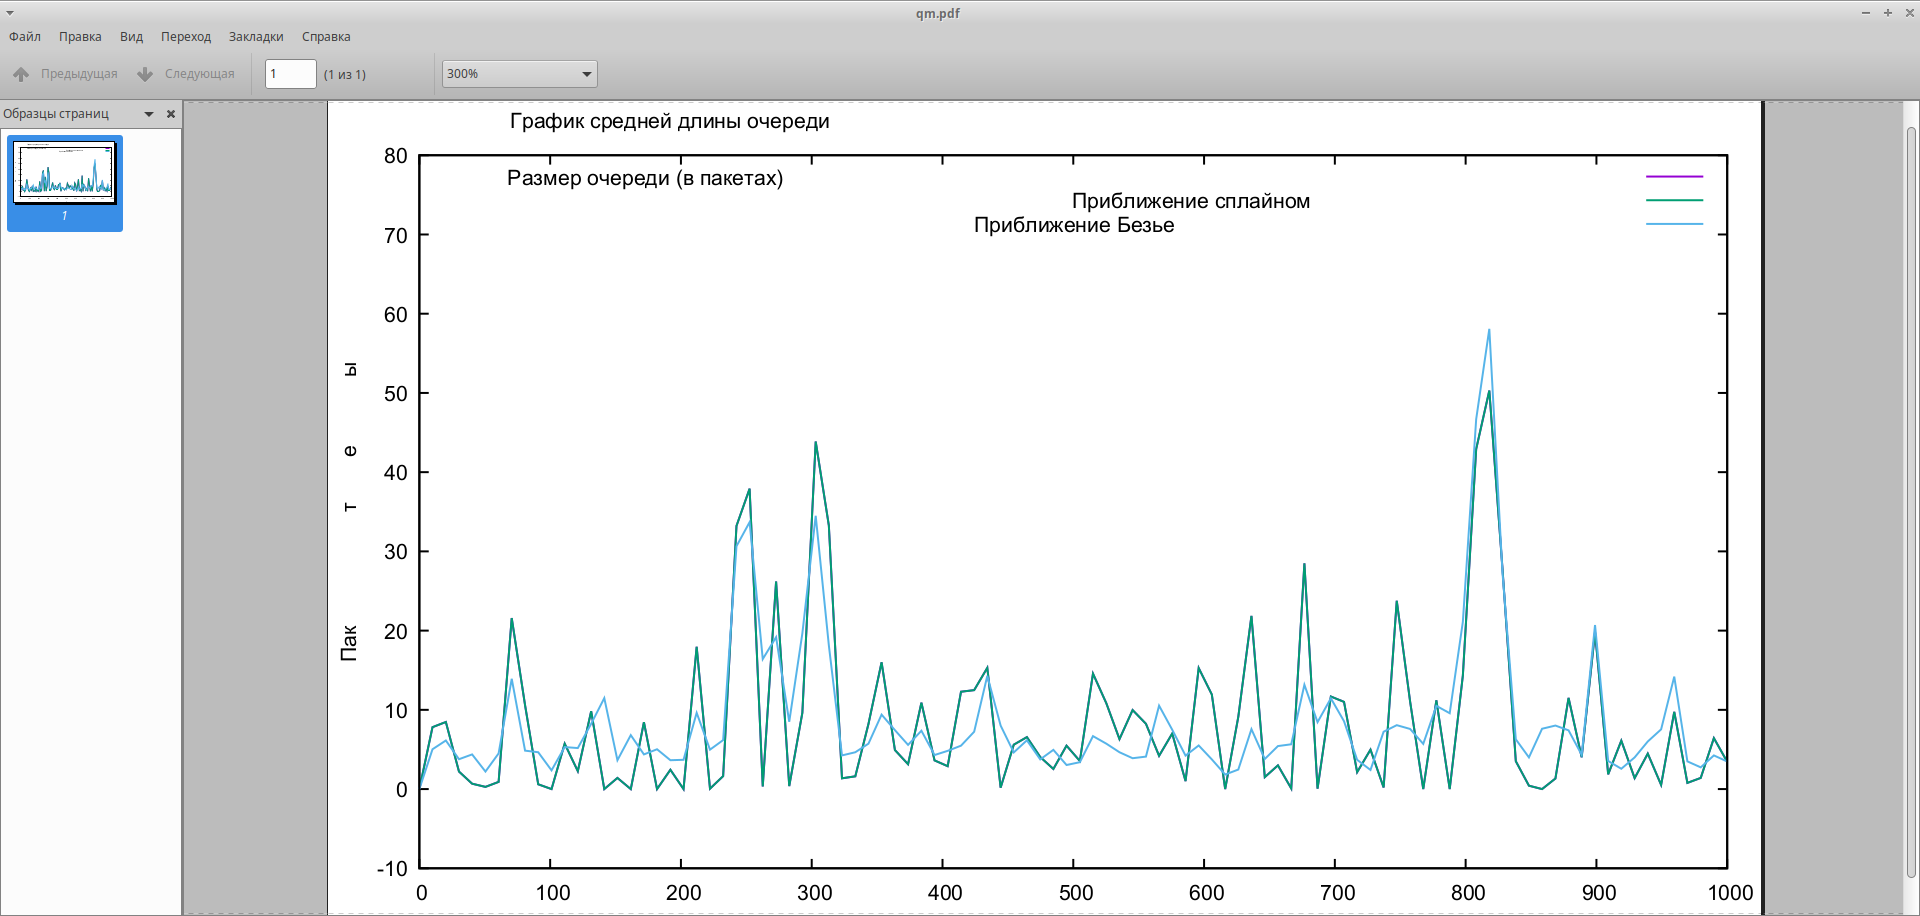 qm.pdf
Файл Правка Вид Переход Закладки Справка
Предыдущая Следующая 1 (1 из 1) 300%
Образцы страниц
1
График средней длины очереди
Размер очереди (в пакетах)
Приближение сплайном
Приближение Безье
80
70
60
50
40
30
20
10
0
-10
Пак т е ы
0 100 200 300 400 500 600 700 800 900 1000